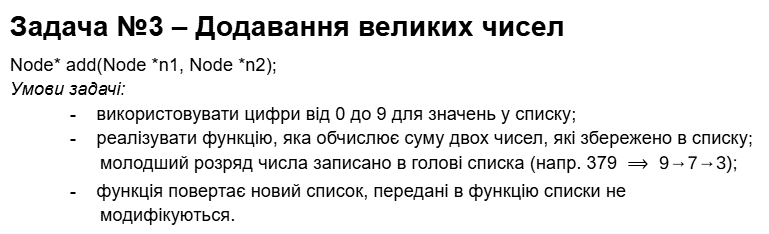 Задача №3 – Додавання великих чисел
Node* add(Node *n1, Node *n2);
Умови задачі:
- використовувати цифри від 0 до 9 для значень у списку;
- реалізувати функцію, яка обчислює суму двох чисел, які збережено в списку;
молодший розряд числа записано в голові списка (напр. 379 ⟹ 9→7→3);
- функція повертає новий список, передані в функцію списки не
модифікуються.